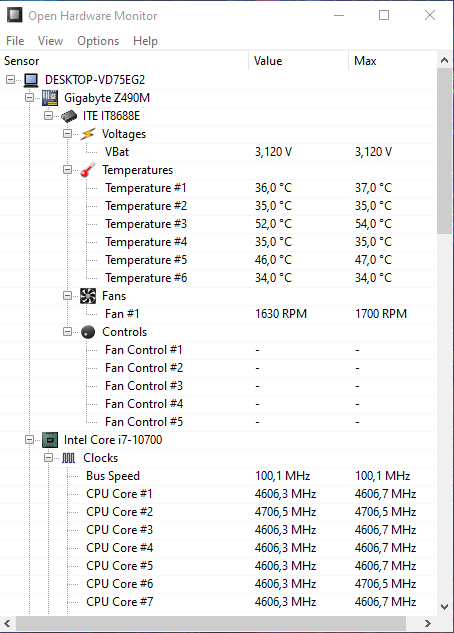 Open Hardware Monitor
File View Options Help
Sensor Value Max
DESKTOP-VD75EG2
Gigabyte Z490M
ITE IT8688E
Voltages
VBat 3,120 V 3,120 V
Temperatures
Temperature #1 36,0 °C 37,0 °C
Temperature #2 35,0 °C 35,0 °C
Temperature #3 52,0 °C 54,0 °C
Temperature #4 35,0 °C 35,0 °C
Temperature #5 46,0 °C 47,0 °C
Temperature #6 34,0 °C 34,0 °C
Fans
Fan #1 1630 RPM 1700 RPM
Controls
Fan Control #1 - -
Fan Control #2 - -
Fan Control #3 - -
Fan Control #4 - -
Fan Control #5 - -
Intel Core i7-10700
Clocks
Bus Speed 100,1 MHz 100,1 MHz
CPU Core #1 4606,3 MHz 4606,7 MHz
CPU Core #2 4706,5 MHz 4706,5 MHz
CPU Core #3 4606,3 MHz 4606,7 MHz
CPU Core #4 4606,3 MHz 4606,7 MHz
CPU Core #5 4606,3 MHz 4606,7 MHz
CPU Core #6 4606,3 MHz 4706,5 MHz
CPU Core #7 4606,3 MHz 4606,7 MHz